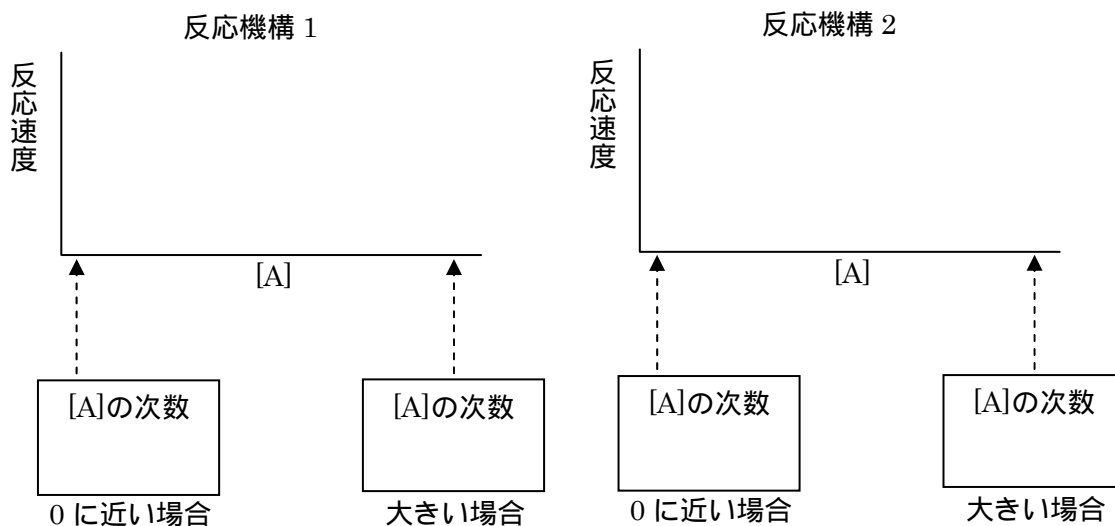 反応機構 1
反応速度
[A]
[A]の次数
0 に近い場合
[A]の次数
大きい場合
反応機構 2
反応速度
[A]
[A]の次数
0 に近い場合
[A]の次数
大きい場合